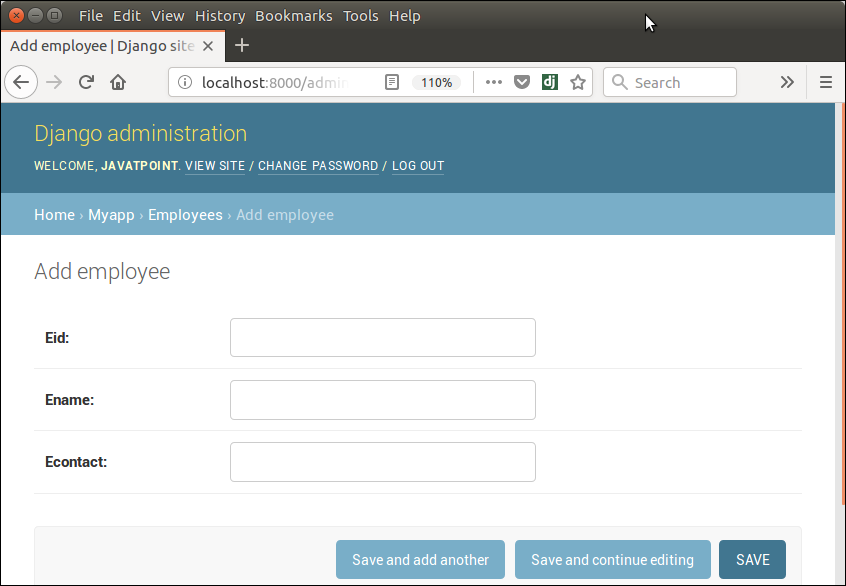 File Edit View History Bookmarks Tools Help
Add employee | Django site
localhost:8000/admin
110%
dj
Search
Django administration
WELCOME, JAVATPOINT. VIEW SITE / CHANGE PASSWORD / LOG OUT
Home › Myapp › Employees › Add employee
Add employee
Eid:
Ename:
Econtact:
Save and add another
Save and continue editing
SAVE